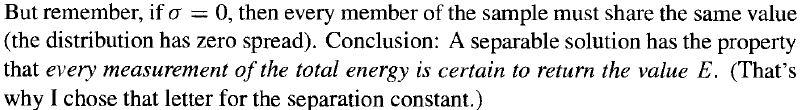 But remember, if σ = 0, then every member of the sample must share the same value
(the distribution has zero spread). Conclusion: A separable solution has the property
that every measurement of the total energy is certain to return the value E. (That's
why I chose that letter for the separation constant.)